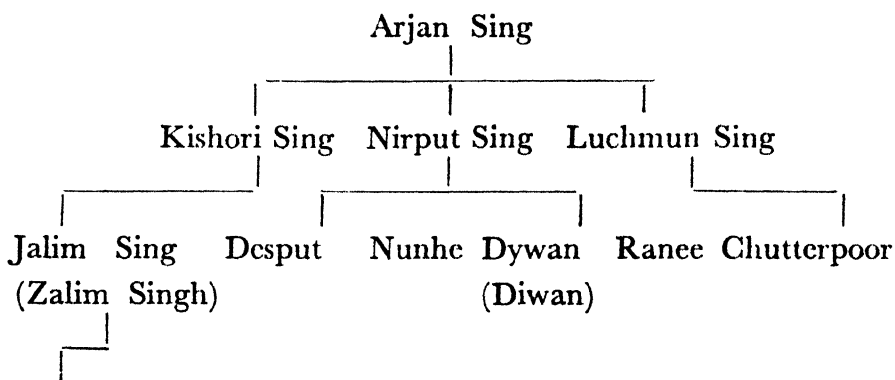 Arjan Sing
Kishori Sing Nirput Sing Luchmun Sing
Jalim Sing Desput Nunhe Dywan Ranee Chutterpoor
(Zalim Singh) (Diwan)